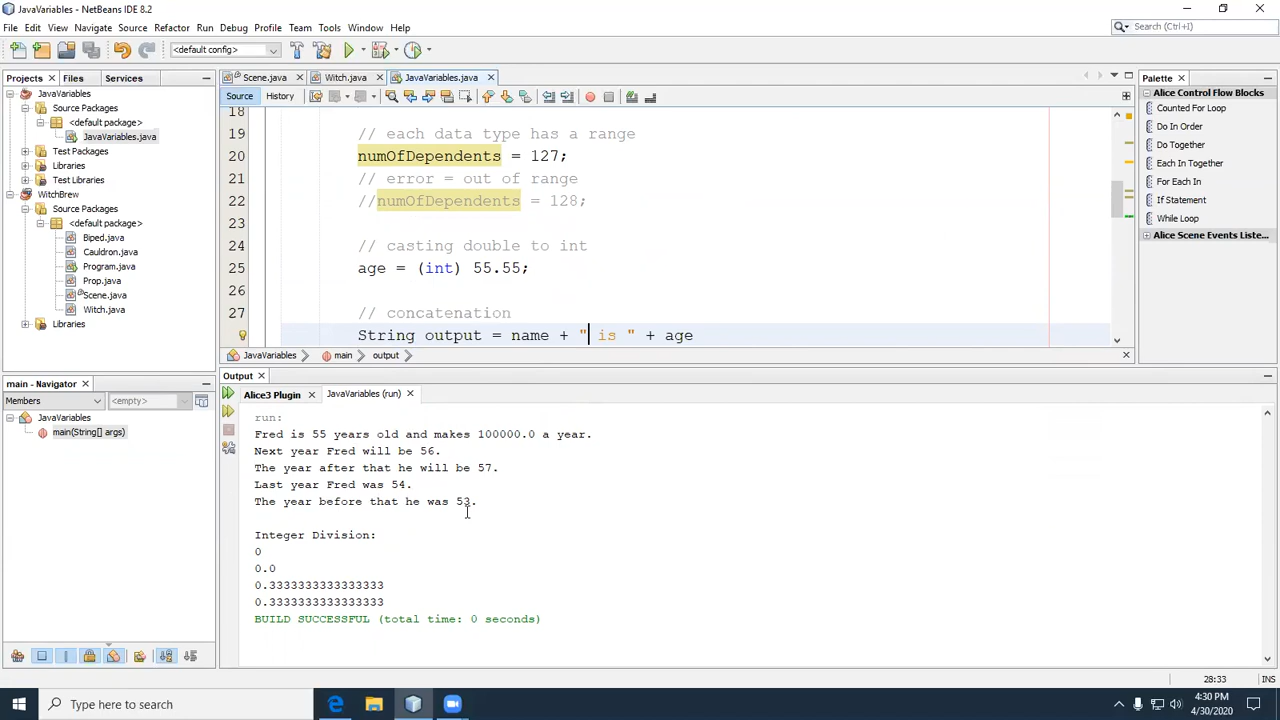 JavaVariables - NetBeans IDE 8.2
File Edit View Navigate Source Refactor Run Debug Profile Team Tools Window Help
Search (Ctrl+I)
<default config>
Projects Files Services
Scene.java Witch.java JavaVariables.java
Palette
Source History
JavaVariables
Source Packages
<default package>
JavaVariables.java
Test Packages
Libraries
Test Libraries
WitchBrew
Source Packages
<default package>
Biped.java
Cauldron.java
Program.java
Prop.java
Scene.java
Witch.java
Libraries
18
19 // each data type has a range
20 numOfDependents = 127;
21 // error = out of range
22 //numOfDependents = 128;
23
24 // casting double to int
25 age = (int) 55.55;
26
27 // concatenation
String output = name + " is " + age
JavaVariables main output
Alice Control Flow Blocks
Counted For Loop
Do In Order
Do Together
Each In Together
For Each In
If Statement
While Loop
Alice Scene Events Liste...
main - Navigator
Members <empty>
JavaVariables
main(String[] args)
Output
Alice3 Plugin JavaVariables (run)
run:
Fred is 55 years old and makes 100000.0 a year.
Next year Fred will be 56.
The year after that he will be 57.
Last year Fred was 54.
The year before that he was 53.
Integer Division:
0
0.0
0.3333333333333333
0.3333333333333333
BUILD SUCCESSFUL (total time: 0 seconds)
28:33 INS
Type here to search
4:30 PM
4/30/2020